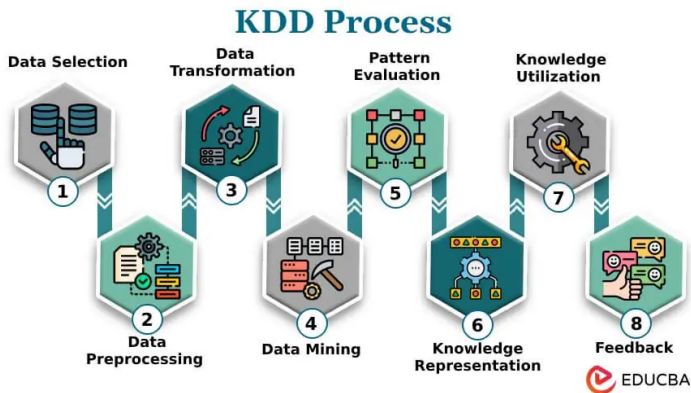 KDD Process
Data Selection
1
Data
Preprocessing
2
Data
Transformation
3
Data Mining
4
Pattern
Evaluation
5
Knowledge
Representation
6
Knowledge
Utilization
7
Feedback
8
EDUCBA